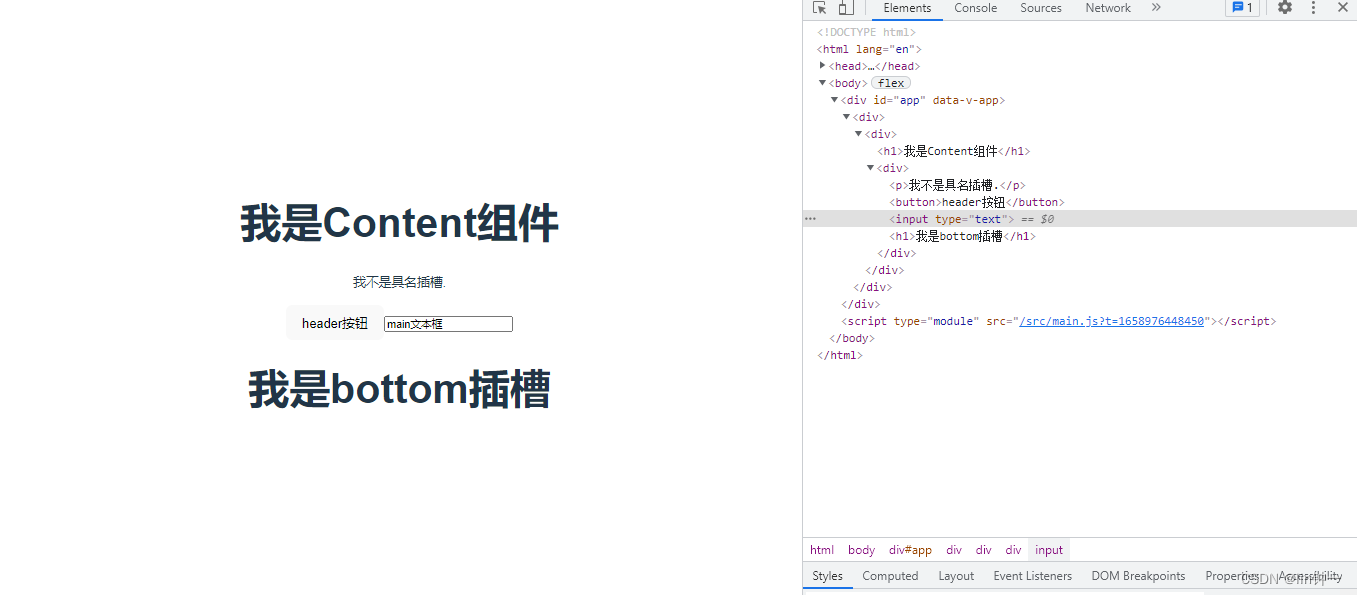 我是Content组件
我不是具名插槽.
header按钮 main文本框
我是bottom插槽
Elements Console Sources Network » 1
<!DOCTYPE html>
<html lang="en">
<head>…</head>
<body> flex
<div id="app" data-v-app>
<div>
<div>
<h1>我是Content组件</h1>
<div>
<p>我不是具名插槽.</p>
<button>header按钮</button>
<input type="text"> == $0
<h1>我是bottom插槽</h1>
</div>
</div>
</div>
</div>
<script type="module" src="/src/main.js?t=1658976448450"></script>
</body>
</html>
html body div#app div div div input
Styles Computed Layout Event Listeners DOM Breakpoints Properties Accessibility
CSDN